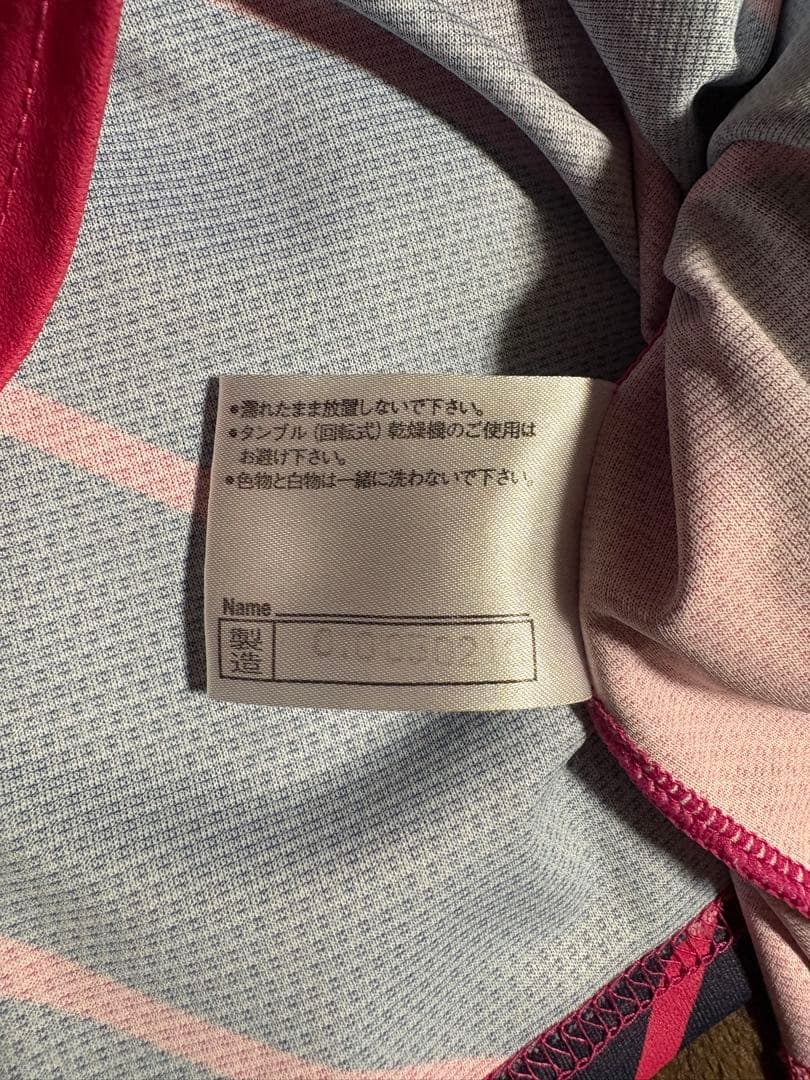 •濡れたまま放置しないで下さい。
•タンブル(回転式)乾燥機のご使用は
お避け下さい。
•色物と白物は一緒に洗わないで下さい。
Name
製造